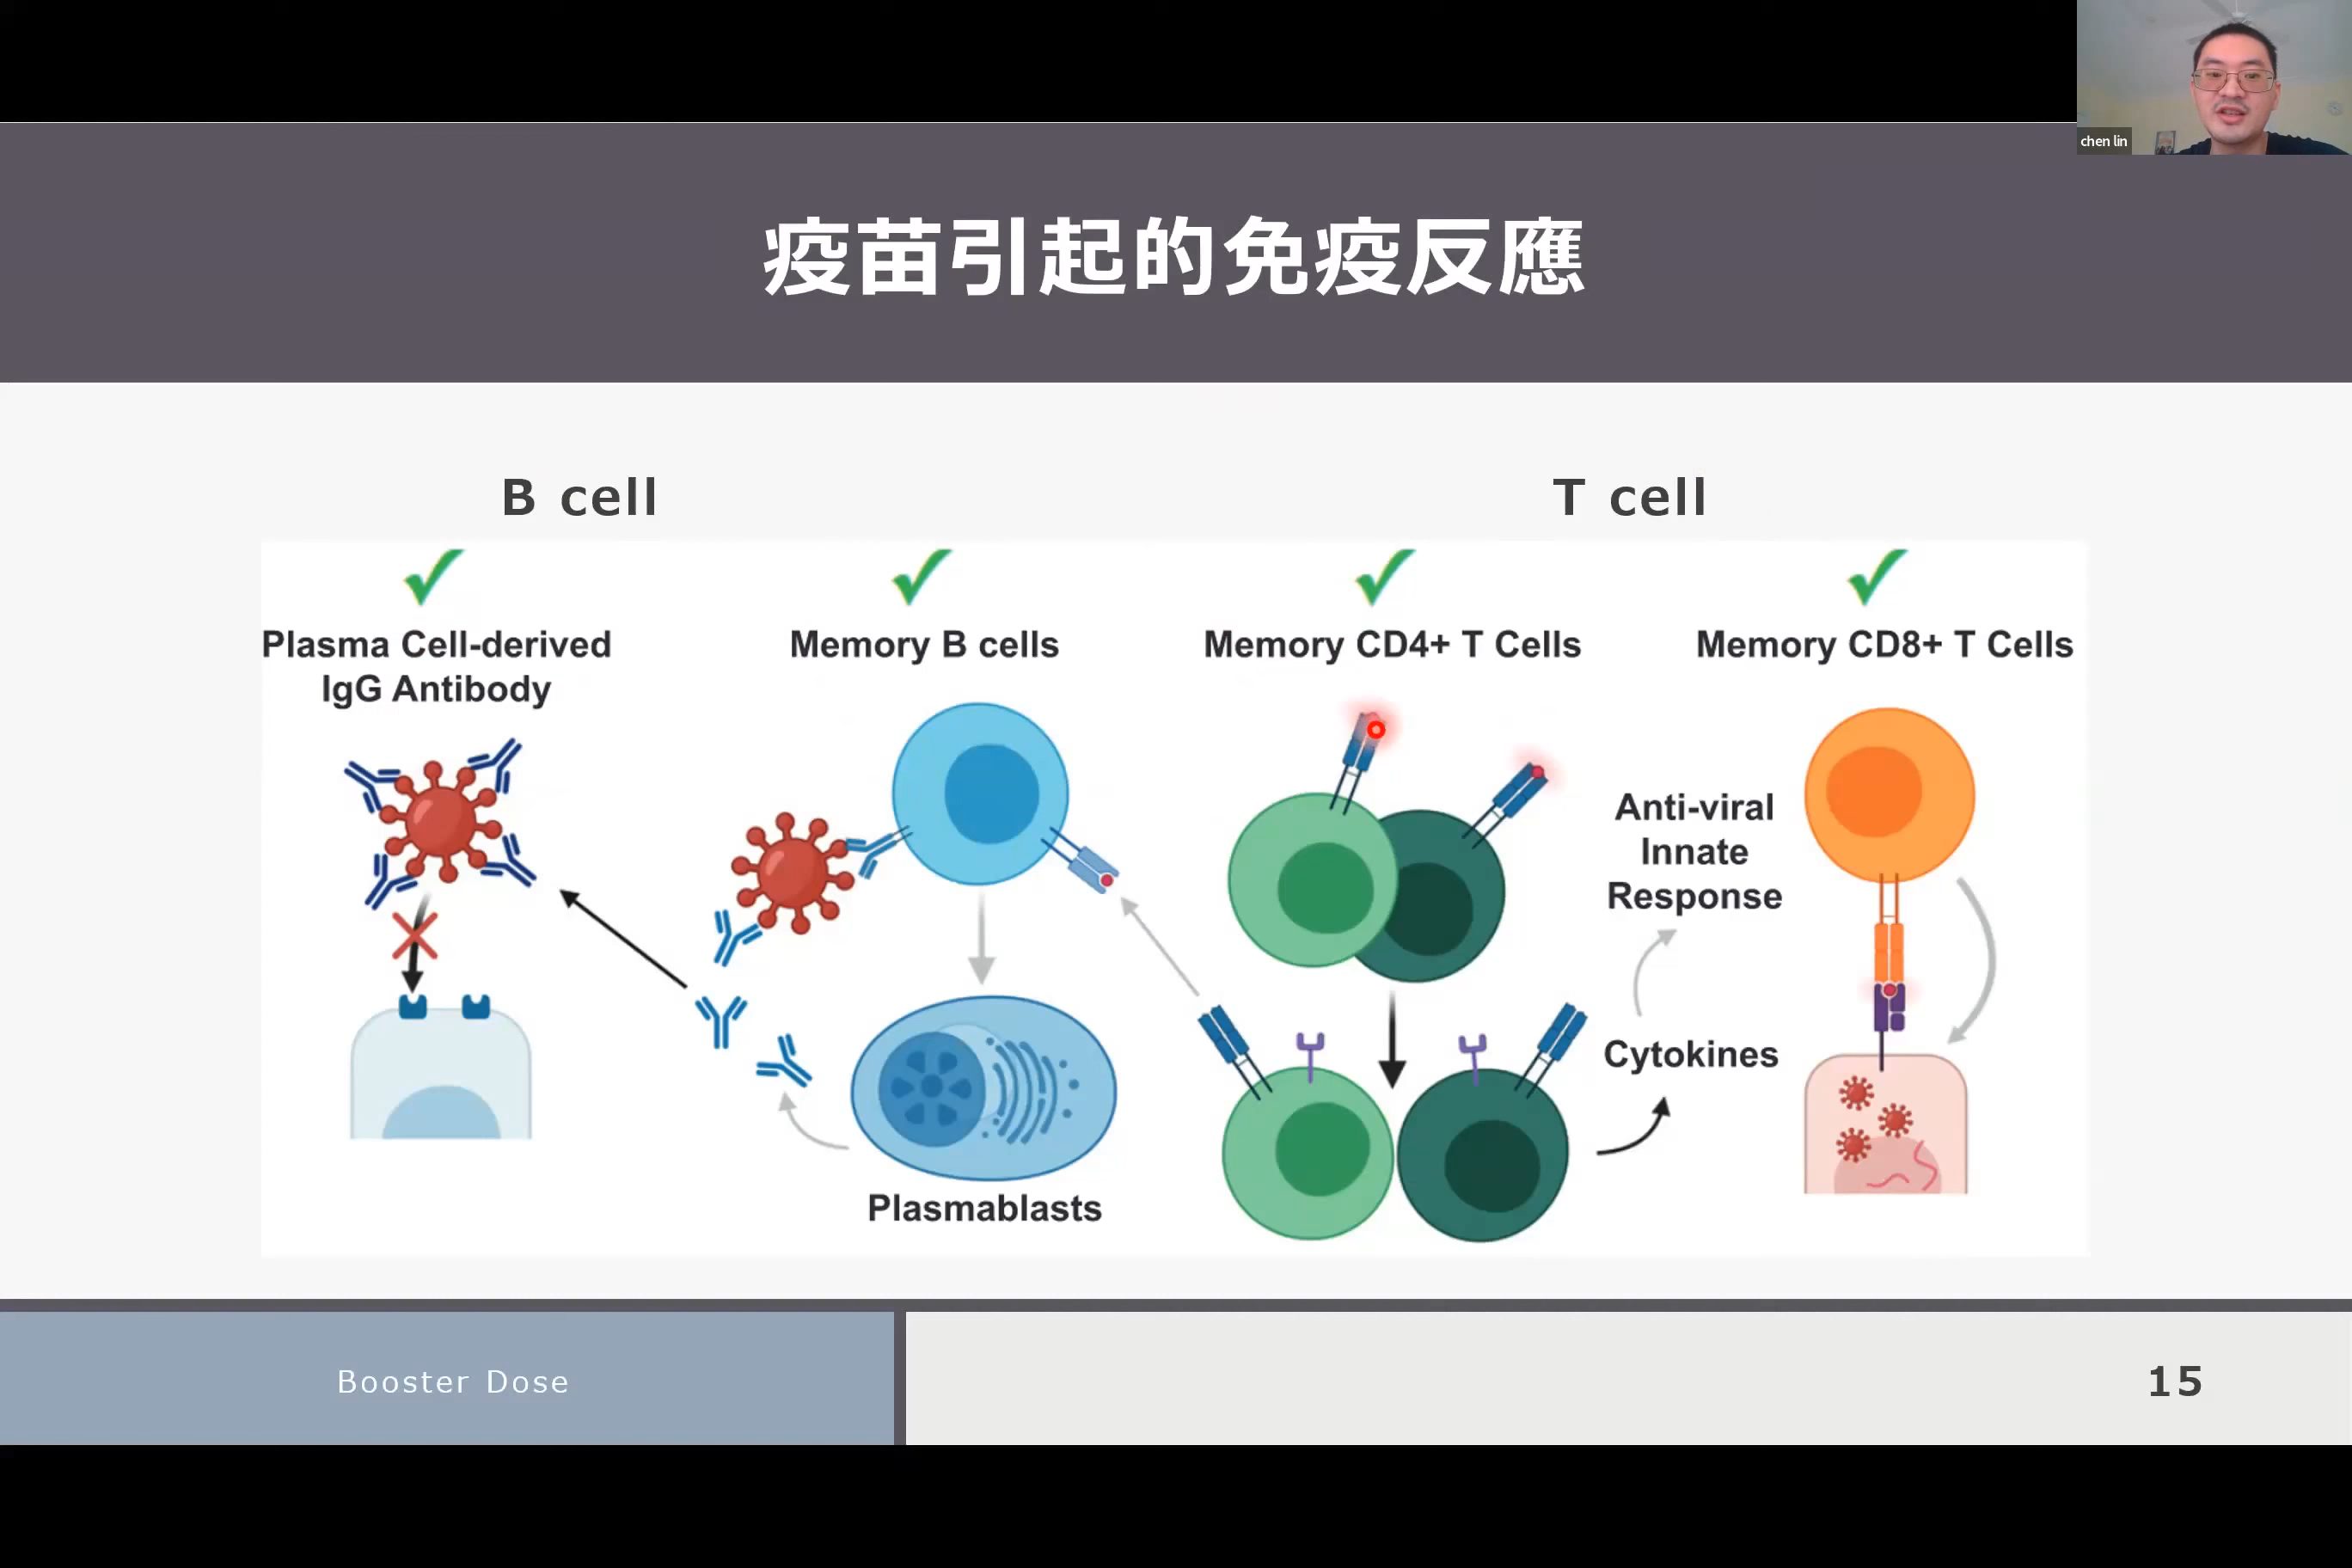 chen lin
疫苗引起的免疫反應
B cell
T cell
Plasma Cell-derived
IgG Antibody
Memory B cells
Memory CD4+ T Cells
Memory CD8+ T Cells
Anti-viral
Innate
Response
Cytokines
Plasmablasts
Booster Dose
15